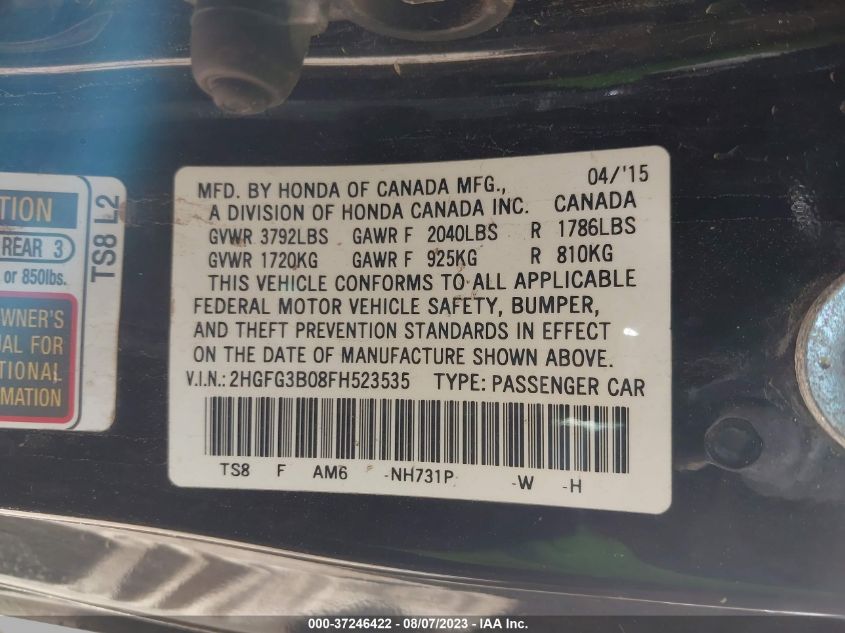 TION
REAR 3
or 850lbs.
WNER'S
AL FOR
TIONAL
MATION
TS8 L2
MFD. BY HONDA OF CANADA MFG., 04/'15
A DIVISION OF HONDA CANADA INC. CANADA
GVWR 3792LBS GAWR F 2040LBS R 1786LBS
GVWR 1720KG GAWR F 925KG R 810KG
THIS VEHICLE CONFORMS TO ALL APPLICABLE
FEDERAL MOTOR VEHICLE SAFETY, BUMPER,
AND THEFT PREVENTION STANDARDS IN EFFECT
ON THE DATE OF MANUFACTURE SHOWN ABOVE.
V.I.N.: 2HGFG3B08FH523535 TYPE: PASSENGER CAR
TS8 F AM6 -NH731P -W -H
000-37246422 - 08/07/2023 - IAA Inc.